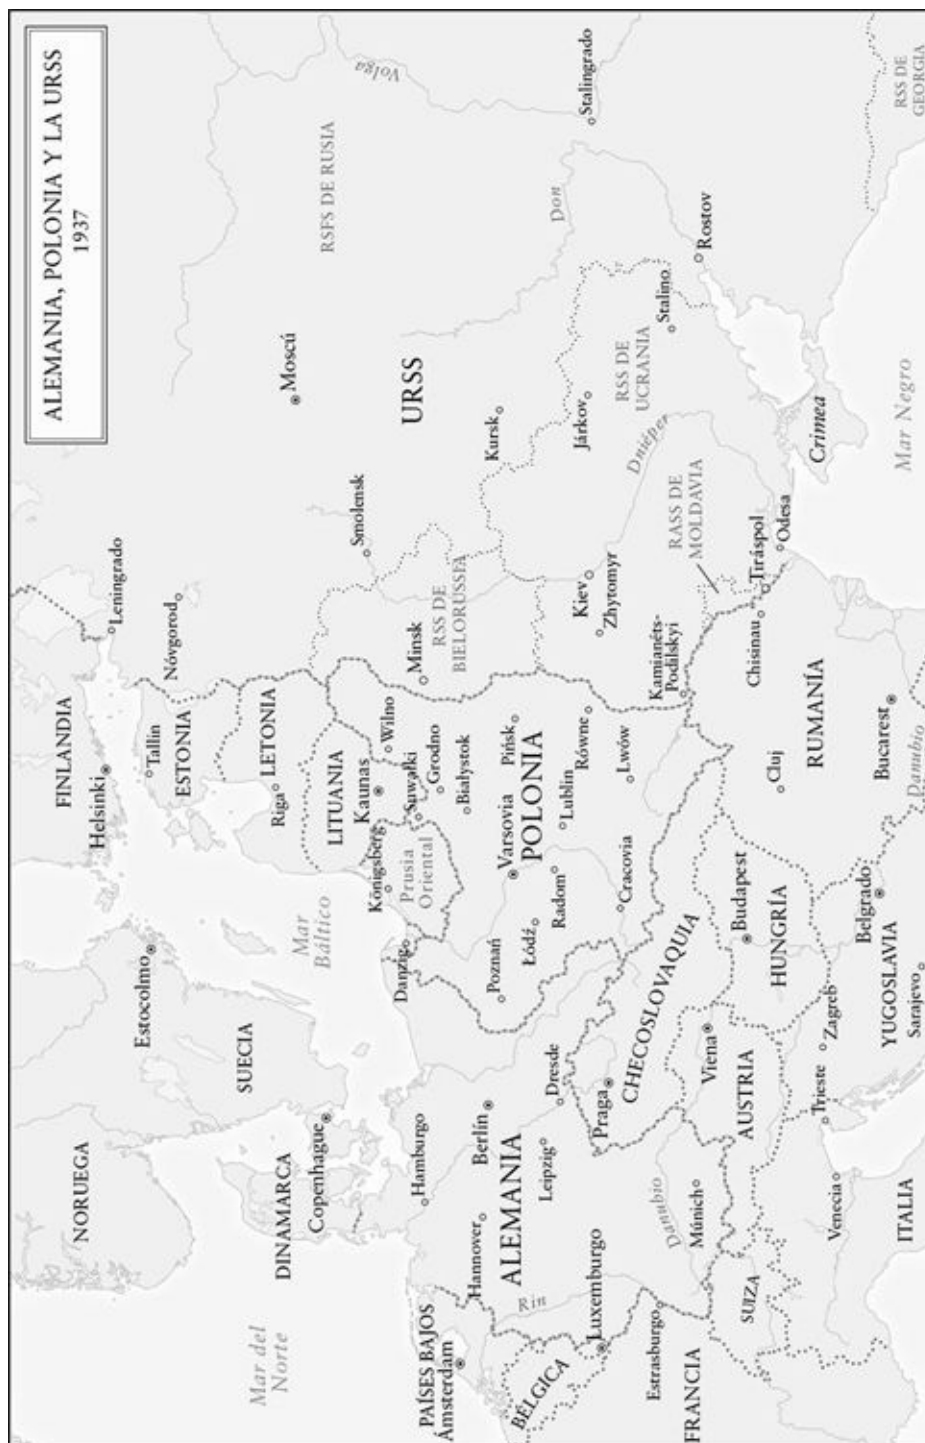 ALEMANIA, POLONIA Y LA URSS
1937
NORUEGA
FINLANDIA
Helsinki
Leningrado
Estocolmo
Tallin
ESTONIA
Nóvgorod
SUECIA
Mar del
Norte
DINAMARCA
Copenhague
Mar
Báltico
Riga
LETONIA
Moscú
RSFS DE RUSIA
Volga
LITUANIA
Kaunas
Wilno
Smolensk
Königsberg
Prusia
Oriental
Suwałki
Grodno
Minsk
RSS DE
BIELORRUSIA
URSS
Hamburgo
Danzig
Białystok
PAÍSES BAJOS
Ámsterdam
Hannover
Berlín
Poznań
Varsovia
Pińsk
POLONIA
Kursk
ALEMANIA
Leipzig
Dresde
Łódź
Radom
Lublin
Równe
Don
Stalingrado
Rin
BÉLGICA
Luxemburgo
Praga
CHECOSLOVAQUIA
Cracovia
Lwów
Kiev
Zhytomyr
Járkov
RSS DE
UCRANIA
Dniéper
Stalino
Rostov
Estrasburgo
FRANCIA
Danubio
Múnich
Viena
AUSTRIA
Kamianéts-
Podilskyi
RASS DE
MOLDAVIA
SUIZA
Budapest
HUNGRÍA
Cluj
Chisinau
Tiráspol
Odesa
Crimea
RUMANÍA
Venecia
Trieste
Zagreb
Belgrado
Bucarest
Danubio
Mar Negro
RSS DE
GEORGIA
ITALIA
YUGOSLAVIA
Sarajevo